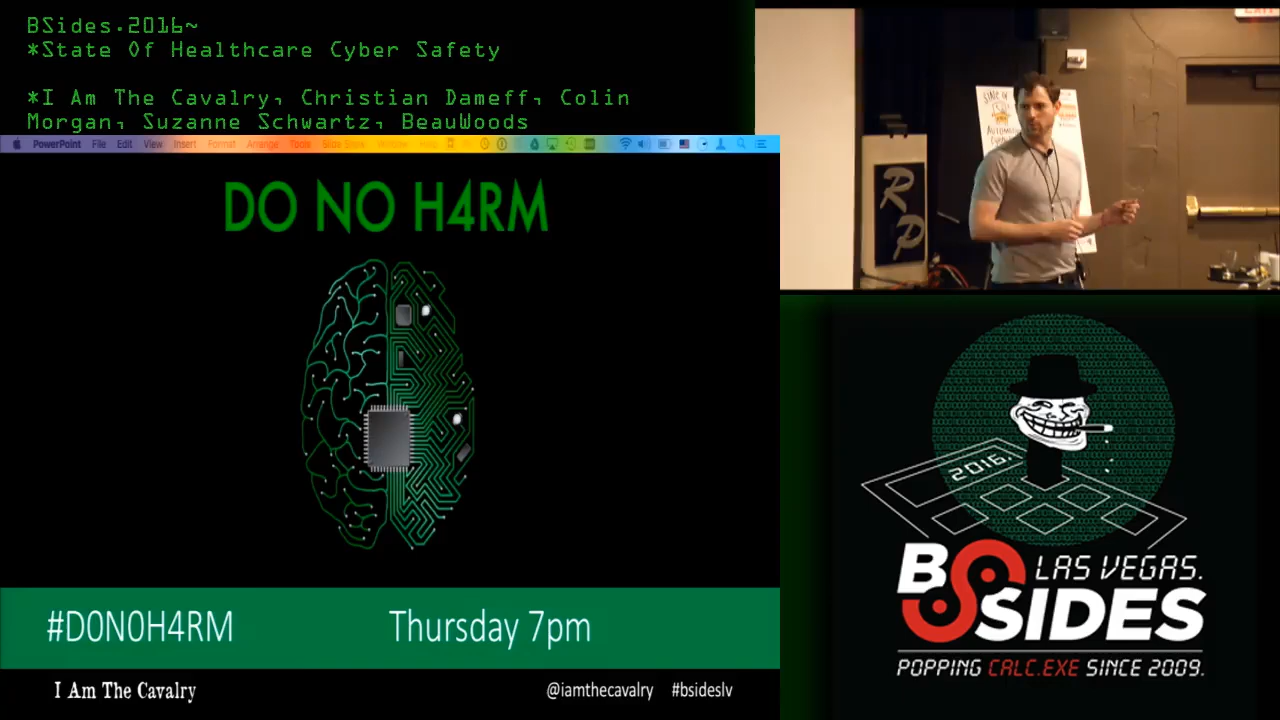 BSides.2016~
*State Of Healthcare Cyber Safety
*I Am The Cavalry, Christian Dameff, Colin
Morgan, Suzanne Schwartz, BeauWoods
PowerPoint File Edit View Insert Format Arrange Tools Slide Show
DO NO H4RM
#D0N0H4RM Thursday 7pm
I Am The Cavalry @iamthecavalry #bsideslv
RP
2016.
BSIDES
LAS VEGAS.
POPPING CALC.EXE SINCE 2009.